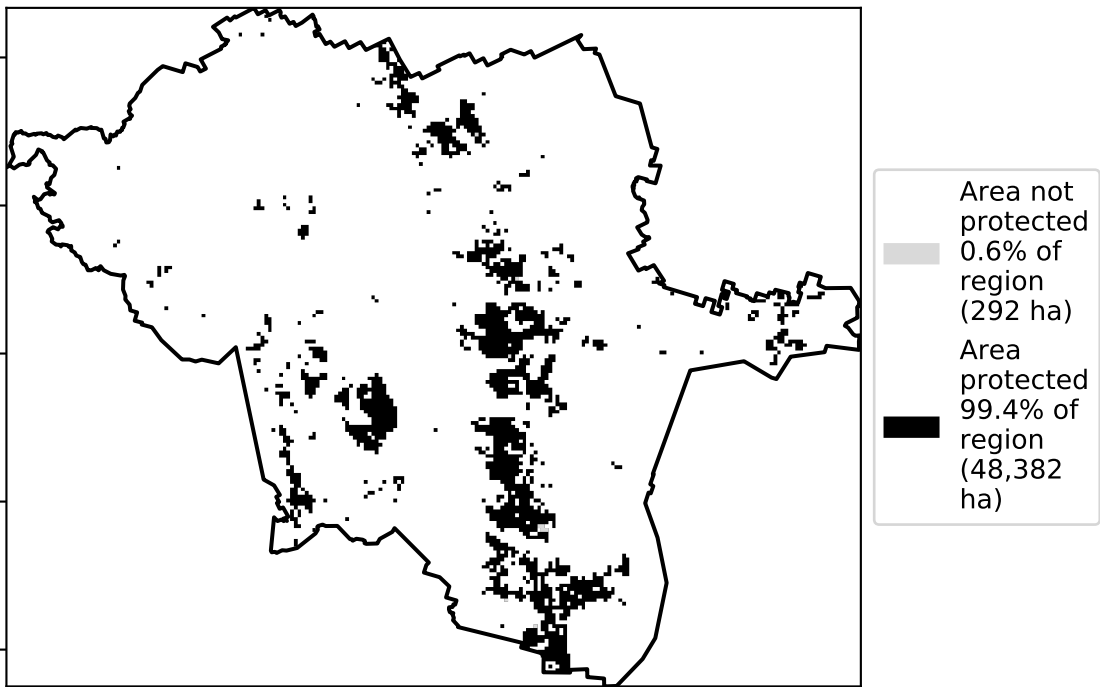 Area not
protected
0.6% of
region
(292 ha)
Area
protected
99.4% of
region
(48,382
ha)